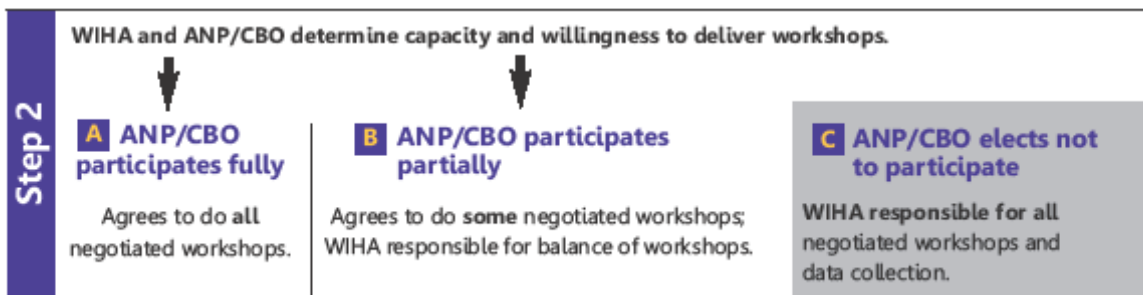 Step 2
WIHA and ANP/CBO determine capacity and willingness to deliver workshops.
A ANP/CBO
participates fully
Agrees to do all
negotiated workshops.
B ANP/CBO participates
partially
Agrees to do some negotiated workshops;
WIHA responsible for balance of workshops.
C ANP/CBO elects not
to participate
WIHA responsible for all
negotiated workshops and
data collection.